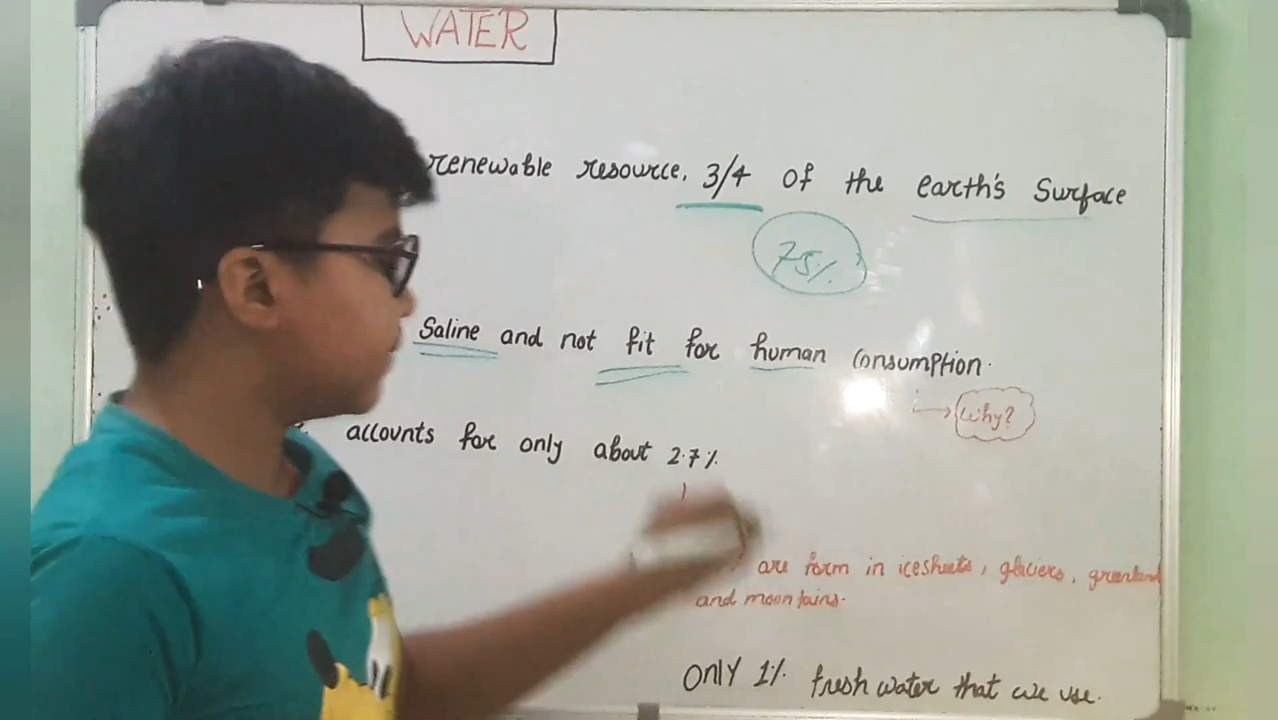 WATER
renewable resource. 3/4 of the earth's Surface
75%
Saline and not fit for human Consumption.
Why?
accounts for only about 2.7%
are form in icesheets, glaciers, greenland
and mountains.
Only 1% fresh water that we use.